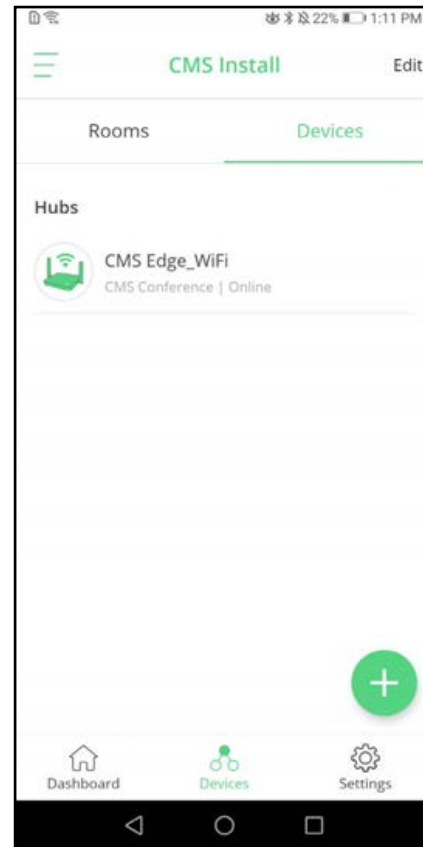 22% 1:11 PM
CMS Install
Edit
Rooms
Devices
Hubs
CMS Edge_WiFi
CMS Conference | Online
Dashboard
Devices
Settings